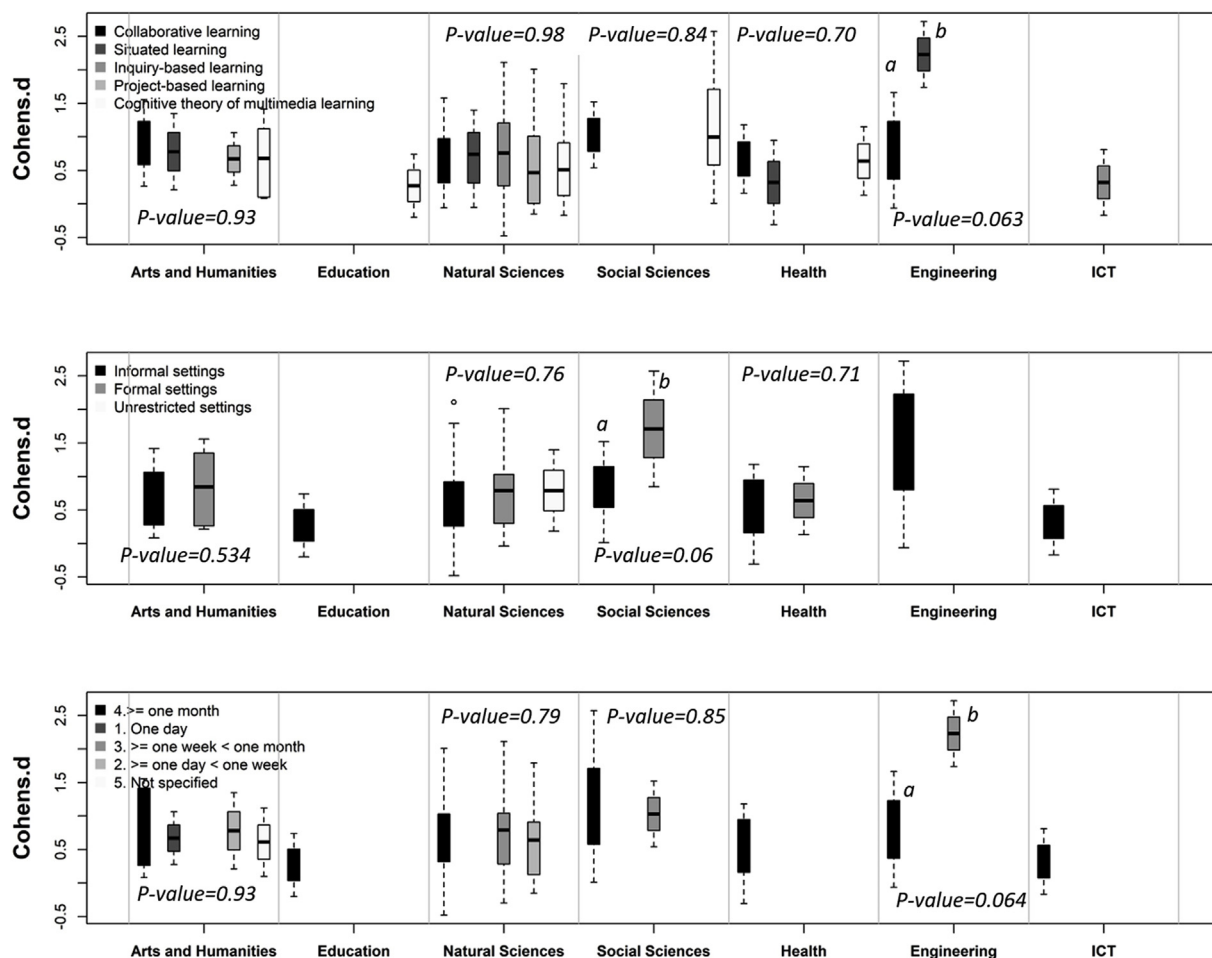 Collaborative learning
Situated learning
Inquiry-based learning
Project-based learning
Cognitive theory of multimedia learning
P-value=0.98
P-value=0.84
P-value=0.70
a
b
P-value=0.93
P-value=0.063
Cohens.d
2.5
1.5
0.5
-0.5
Arts and Humanities Education Natural Sciences Social Sciences Health Engineering ICT
Informal settings
Formal settings
Unrestricted settings
P-value=0.76
a
b
P-value=0.71
P-value=0.534
P-value=0.06
Cohens.d
2.5
1.5
0.5
-0.5
Arts and Humanities Education Natural Sciences Social Sciences Health Engineering ICT
4.>= one month
1. One day
3. >= one week < one month
2. >= one day < one week
5. Not specified
P-value=0.79
P-value=0.85
a
b
P-value=0.93
P-value=0.064
Cohens.d
2.5
1.5
0.5
-0.5
Arts and Humanities Education Natural Sciences Social Sciences Health Engineering ICT